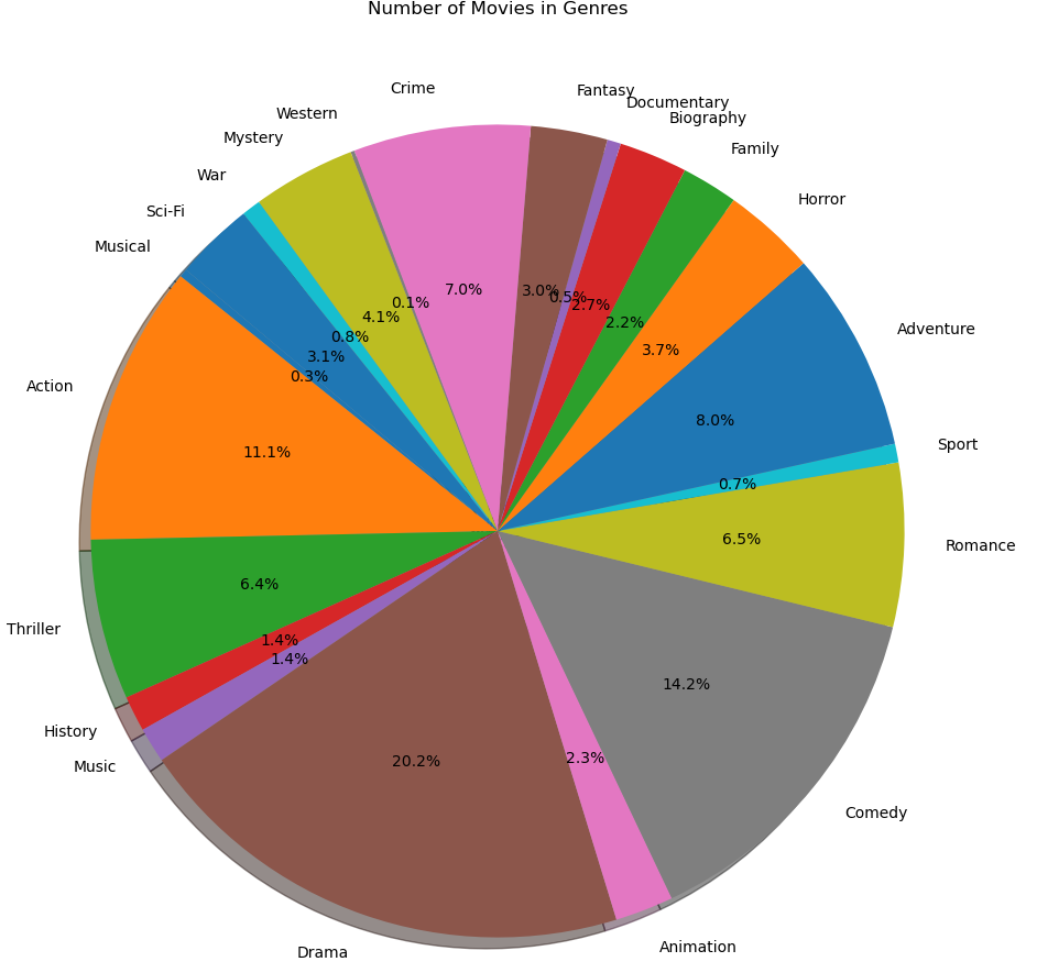 Number of Movies in Genres
Crime
Fantasy
Documentary
Western
Biography
Mystery
Family
War
Horror
Sci-Fi
Musical
7.0%
3.0%
0.5%
0.1%
2.7%
4.1%
2.2%
Adventure
0.8%
3.7%
3.1%
0.3%
Action
8.0%
Sport
11.1%
0.7%
6.5%
Romance
6.4%
Thriller
1.4%
1.4%
14.2%
History
2.3%
20.2%
Music
Comedy
Animation
Drama